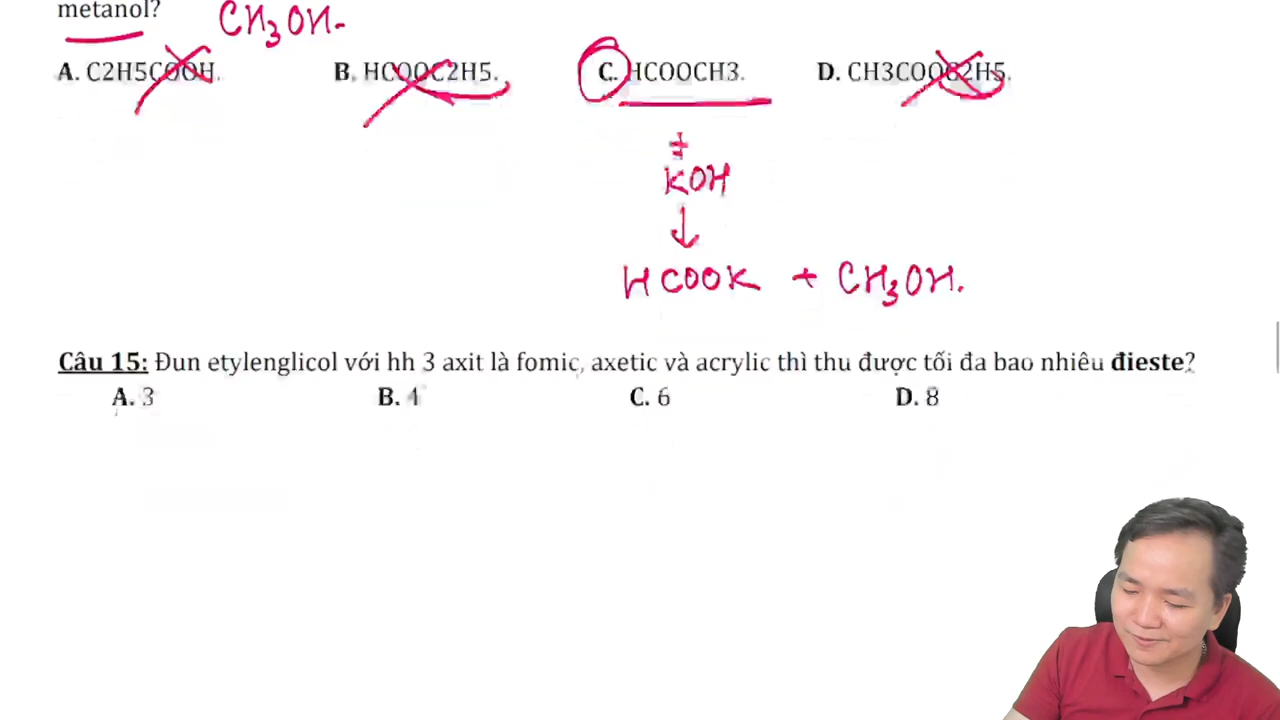 metanol? CH3OH
A. C2H5COOH. B. HCOOC2H5. C. HCOOCH3. D. CH3COOC2H5.
+
KOH
↓
HCOOK + CH3OH.
Câu 15: Đun etylenglicol với hh 3 axit là fomic, axetic và acrylic thì thu được tối đa bao nhiêu đieste?
A. 3 B. 4 C. 6 D. 8